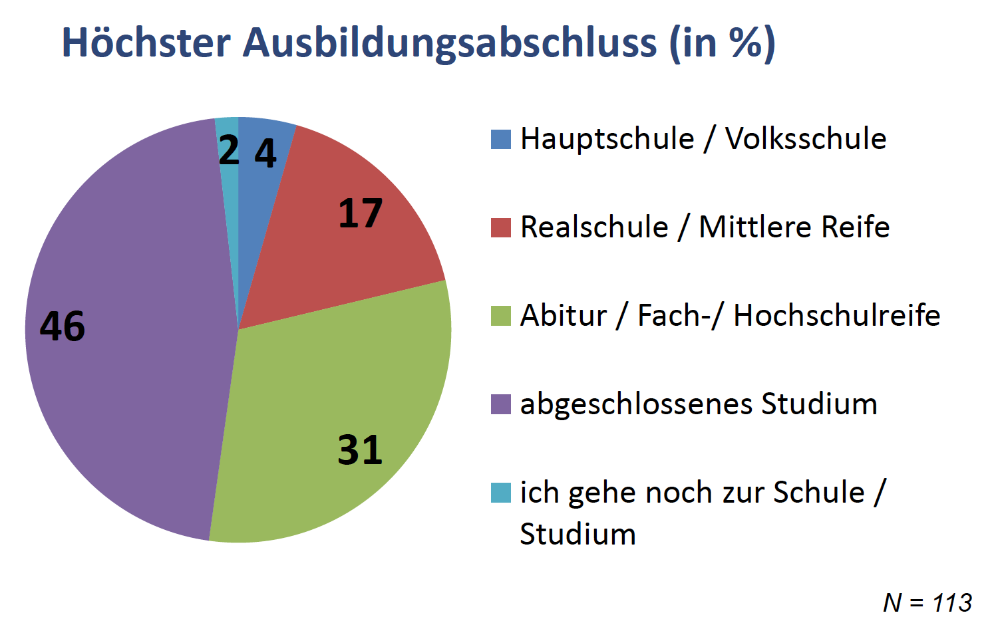 Höchster Ausbildungsabschluss (in %)
2
4
17
46
31
Hauptschule / Volksschule
Realschule / Mittlere Reife
Abitur / Fach-/ Hochschulreife
abgeschlossenes Studium
ich gehe noch zur Schule /
Studium
N = 113